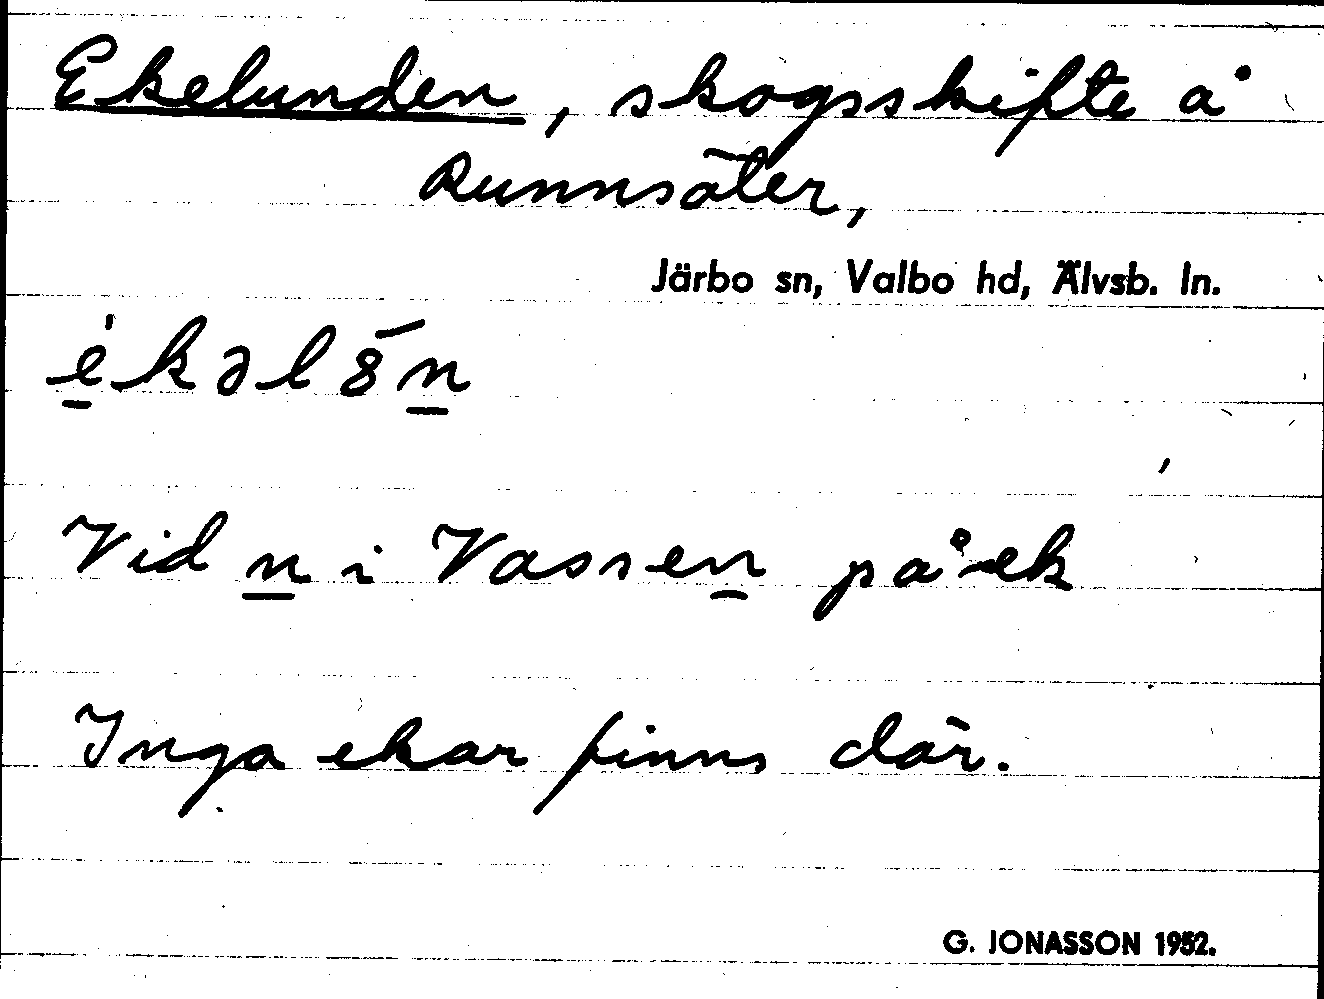 Ekelunden, skogsskifte å
Runnsäter,
Järbo sn, Valbo hd, Älvsb. ln.
èkəl8̄n
Vid n i Vassen på ek
Inga ekar finns där.
G. JONASSON 1952.